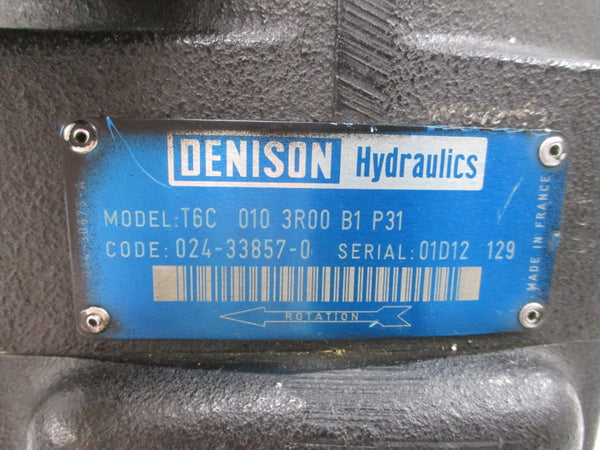 DENISON Hydraulics
MODEL:T6C 010 3R00 B1 P31
CODE:024-33857-0 SERIAL:01D12 129
ROTATION
MADE IN FRANCE